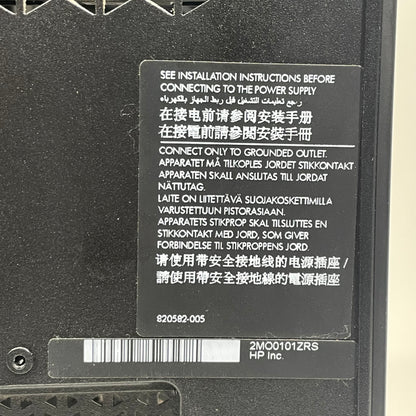 SEE INSTALLATION INSTRUCTIONS BEFORE
CONNECTING TO THE POWER SUPPLY
راجع تعليمات التشغيل قبل ربط الجهاز بالكهرباء
在接电前请参阅安装手册
在接電前請參閱安裝手冊
CONNECT ONLY TO GROUNDED OUTLET.
APPARATET MÅ TILKOPLES JORDET STIKKONTAKT
APPARATEN SKALL ANSLUTAS TILL JORDAT
NÄTTUTAG.
LAITE ON LIITETTÄVÄ SUOJAKOSKETTIMILLA
VARUSTETTUUN PISTORASIAAN.
APPARATETS STIKPROP SKAL TILSLUTTES EN
STIKKONTAKT MED JORD, SOM GIVER
FORBINDELSE TIL STIKPROPPENS JORD.
请使用带安全接地线的电源插座/
請使用帶安全接地線的電源插座
820582-005
2MO0101ZRS
HP Inc.